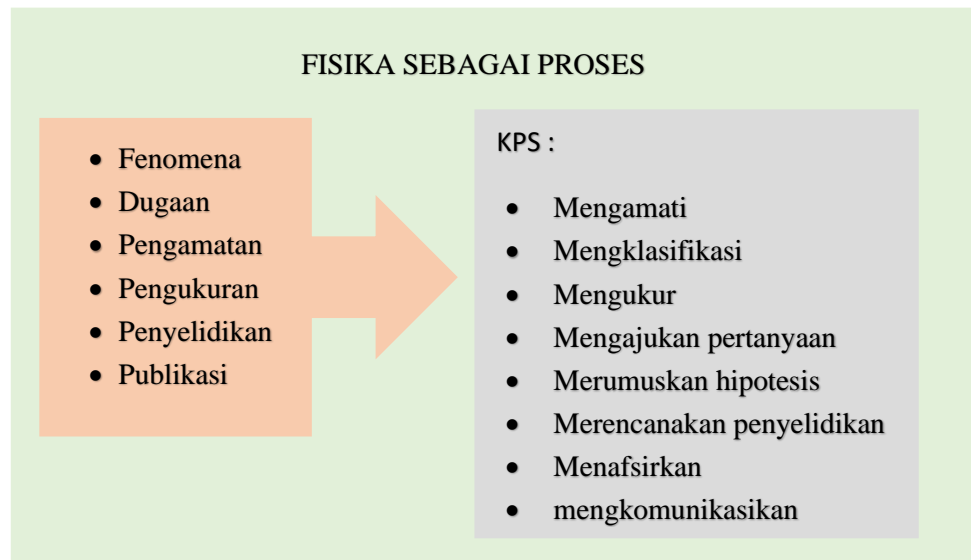 FISIKA SEBAGAI PROSES
• Fenomena
• Dugaan
• Pengamatan
• Pengukuran
• Penyelidikan
• Publikasi
KPS :
• Mengamati
• Mengklasifikasi
• Mengukur
• Mengajukan pertanyaan
• Merumuskan hipotesis
• Merencanakan penyelidikan
• Menafsirkan
• mengkomunikasikan